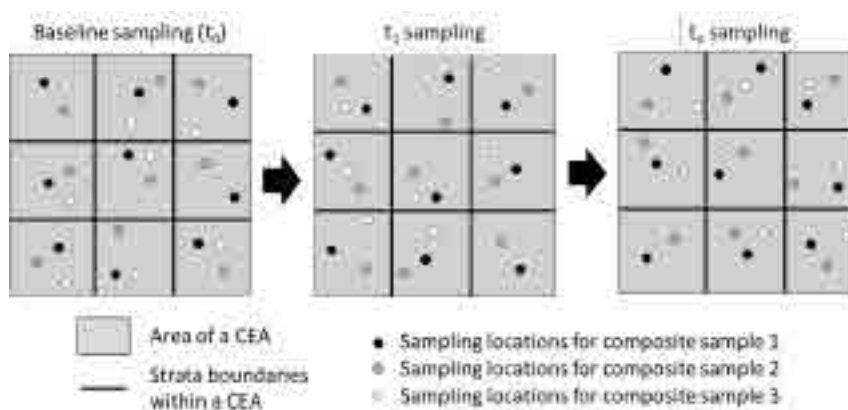 Baseline sampling (t₀)
t₁ sampling
tₓ sampling
Area of a CEA
Strata boundaries
within a CEA
Sampling locations for composite sample 1
Sampling locations for composite sample 2
Sampling locations for composite sample 3